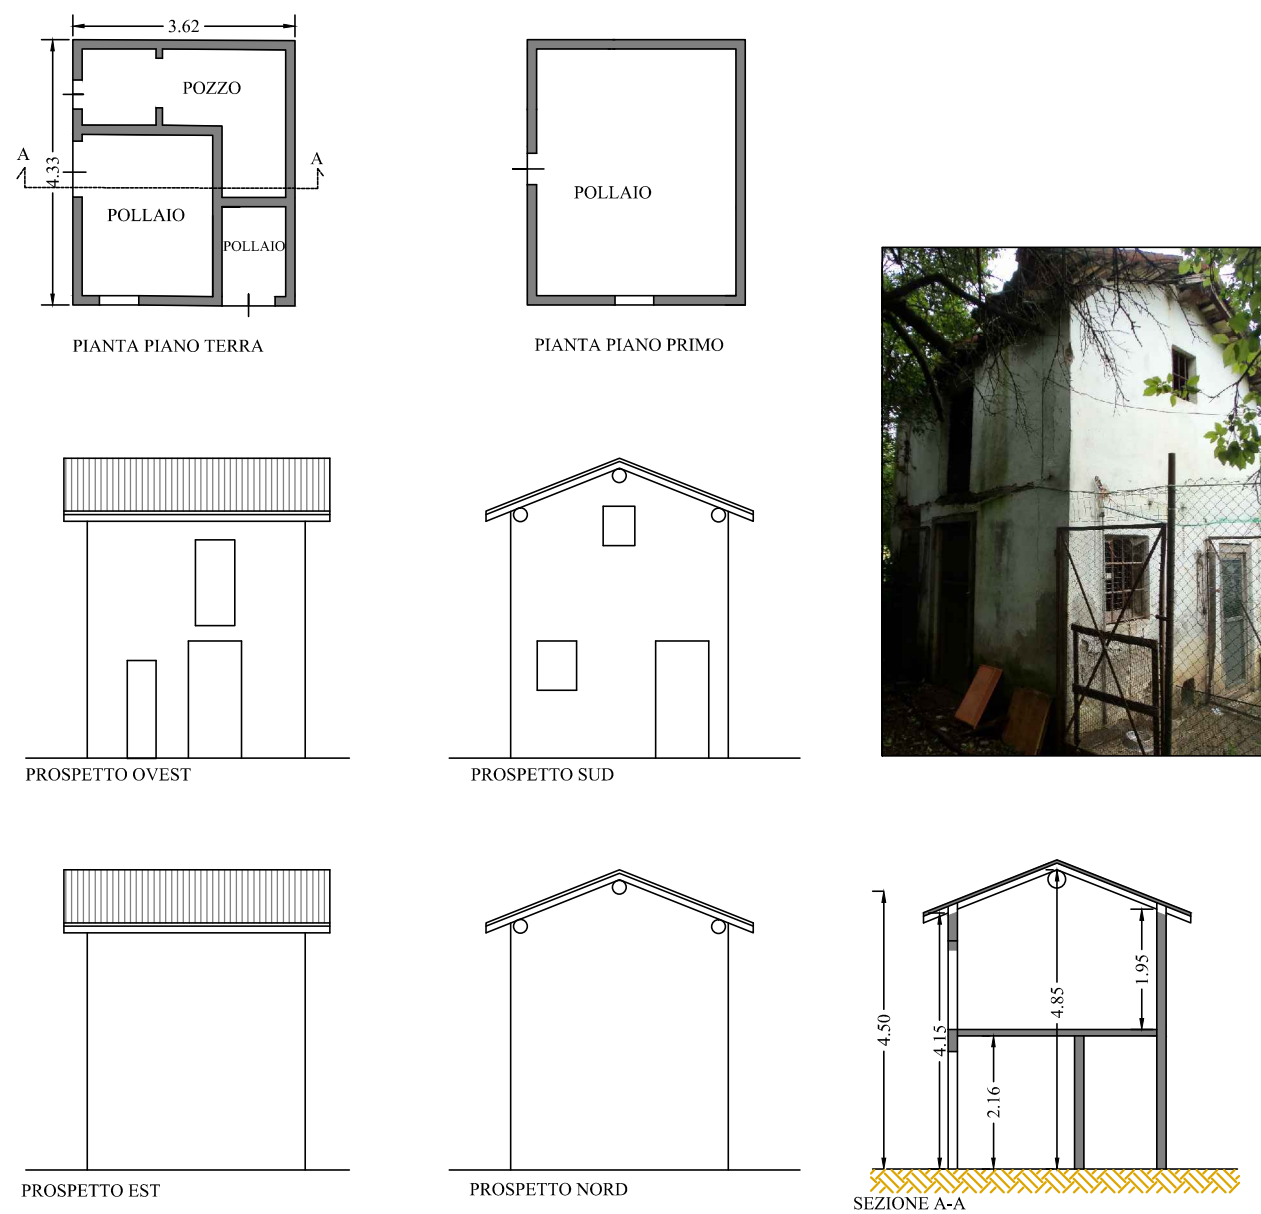 3.62
POZZO
A
A
4.33
POLLAIO
POLLAIO
PIANTA PIANO TERRA
POLLAIO
PIANTA PIANO PRIMO
PROSPETTO OVEST
PROSPETTO SUD
PROSPETTO EST
PROSPETTO NORD
4.50
4.15
2.16
4.85
1.95
SEZIONE A-A